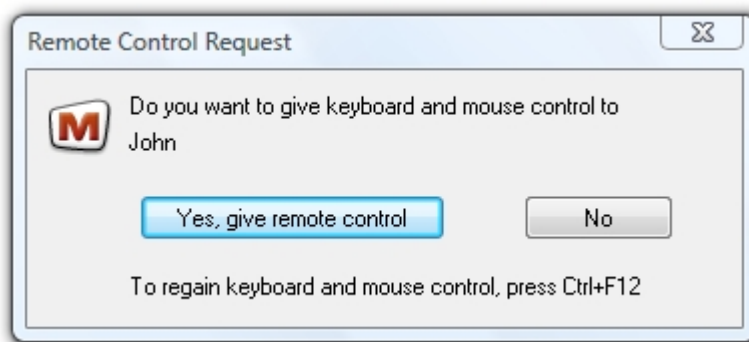 Remote Control Request
Do you want to give keyboard and mouse control to
John
Yes, give remote control
No
To regain keyboard and mouse control, press Ctrl+F12